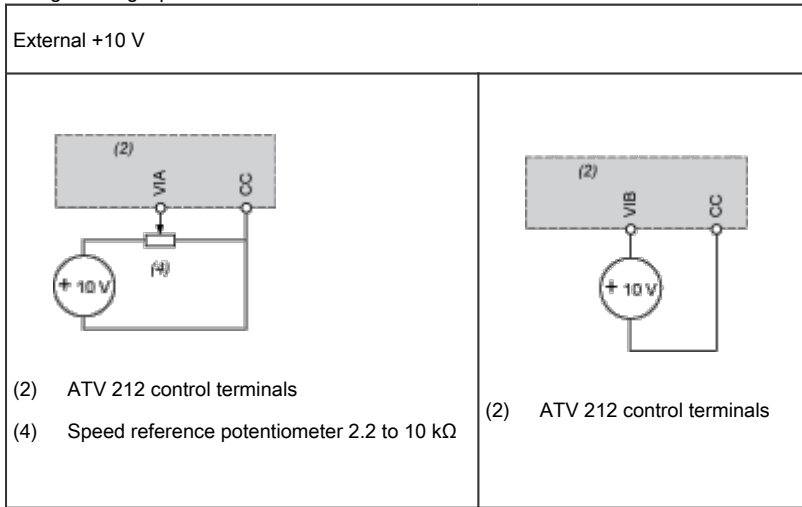 External +10 V
(2)
VIA
CC
(4)
+ 10 V
(2) ATV 212 control terminals
(4) Speed reference potentiometer 2.2 to 10 kΩ
(2)
VIB
CC
+ 10 V
(2) ATV 212 control terminals